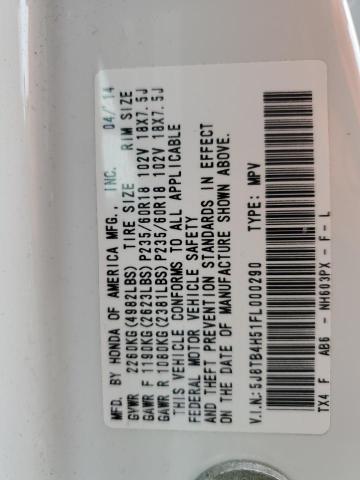 MFD. BY HONDA OF AMERICA MFG., INC. 04/14
GVWR 2260KG(4982LBS) TIRE SIZE RIM SIZE
GAWR F 1190KG(2623LBS) P235/60R18 102V 18X7.5J
GAWR R 1080KG(2381LBS) P235/60R18 102V 18X7.5J
THIS VEHICLE CONFORMS TO ALL APPLICABLE
FEDERAL MOTOR VEHICLE SAFETY
AND THEFT PREVENTION STANDARDS IN EFFECT
ON THE DATE OF MANUFACTURE SHOWN ABOVE.
V.I.N.:5J8TB4H51FL000290 TYPE: MPV
TX4 F AB6 - NH603PX - F - L